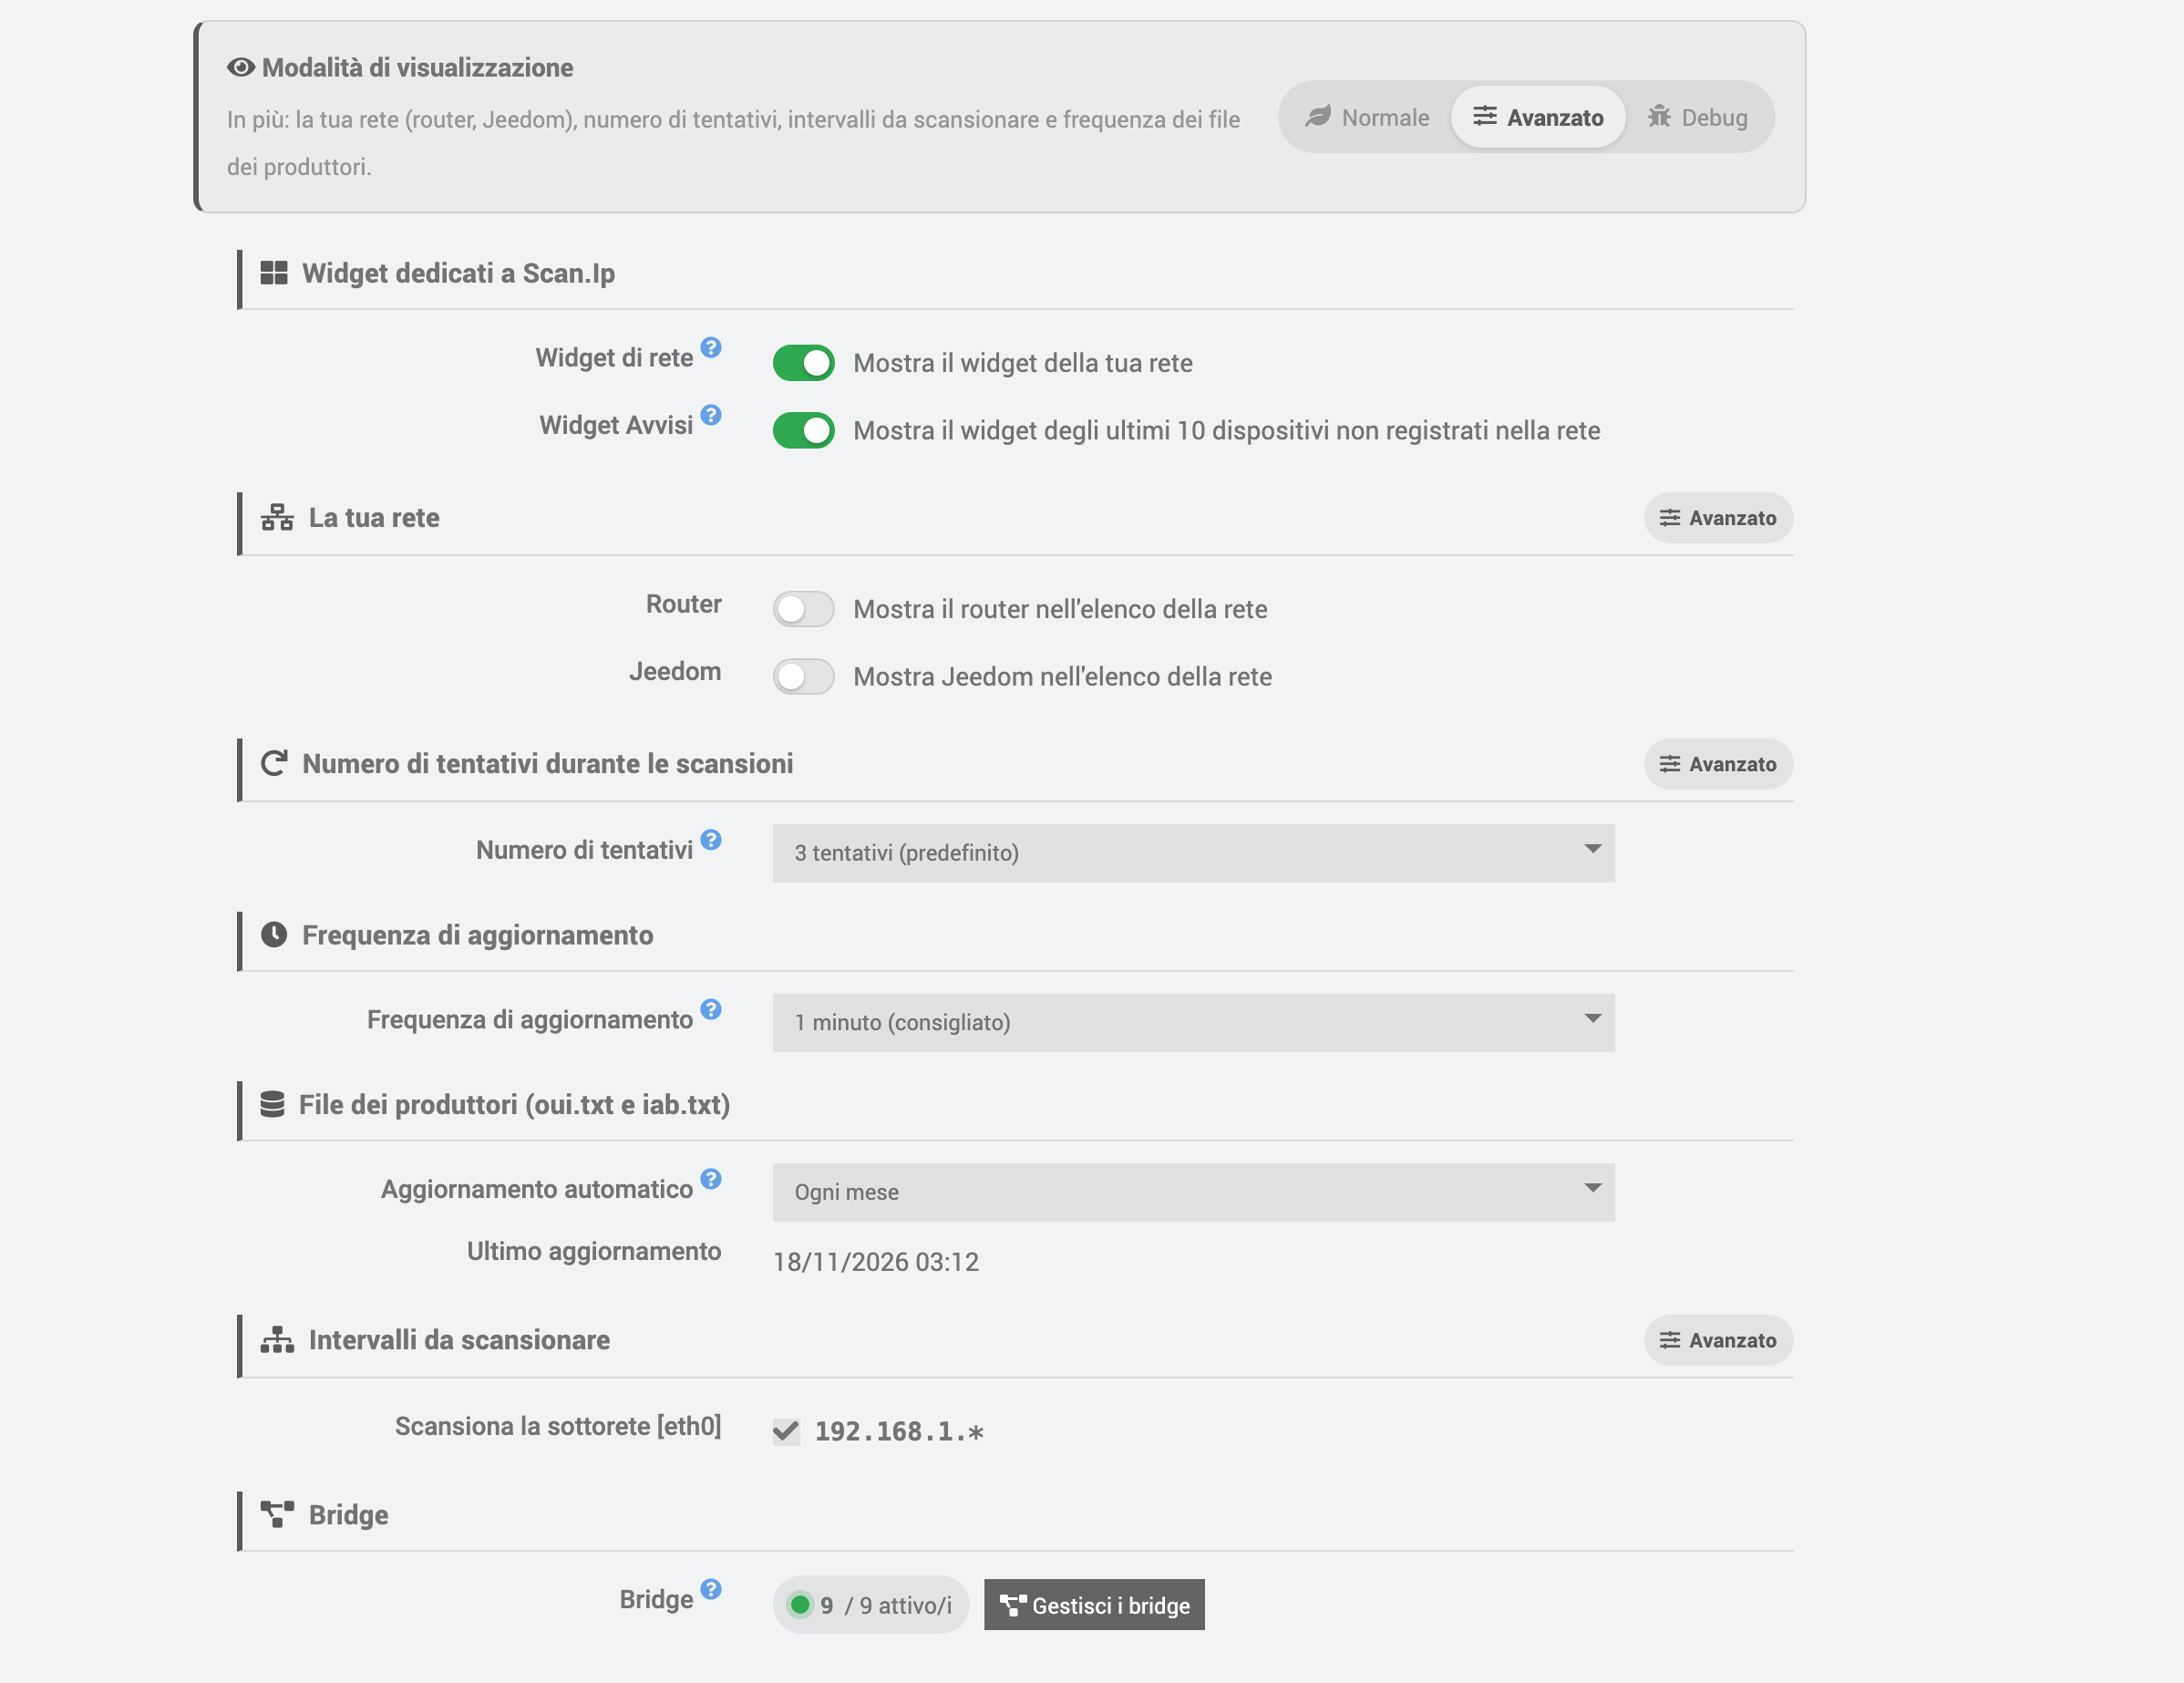 Modalità di visualizzazione
In più: la tua rete (router, Jeedom), numero di tentativi, intervalli da scansionare e frequenza dei file
dei produttori.
Normale
Avanzato
Debug
Widget dedicati a Scan.Ip
Widget di rete
Mostra il widget della tua rete
Widget Avvisi
Mostra il widget degli ultimi 10 dispositivi non registrati nella rete
La tua rete
Avanzato
Router
Mostra il router nell'elenco della rete
Jeedom
Mostra Jeedom nell'elenco della rete
Numero di tentativi durante le scansioni
Avanzato
Numero di tentativi
3 tentativi (predefinito)
Frequenza di aggiornamento
Frequenza di aggiornamento
1 minuto (consigliato)
File dei produttori (oui.txt e iab.txt)
Aggiornamento automatico
Ogni mese
Ultimo aggiornamento
18/11/2026 03:12
Intervalli da scansionare
Avanzato
Scansiona la sottorete [eth0]
192.168.1.*
Bridge
Bridge
9 / 9 attivo/i
Gestisci i bridge